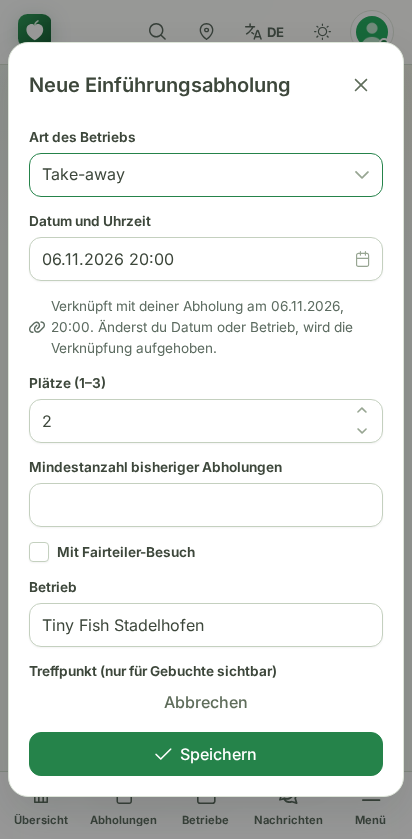 DE
Neue Einführungsabholung
Art des Betriebs
Take-away
Datum und Uhrzeit
06.11.2026 20:00
Verknüpft mit deiner Abholung am 06.11.2026,
20:00. Änderst du Datum oder Betrieb, wird die
Verknüpfung aufgehoben.
Plätze (1–3)
2
Mindestanzahl bisheriger Abholungen
Mit Fairteiler-Besuch
Betrieb
Tiny Fish Stadelhofen
Treffpunkt (nur für Gebuchte sichtbar)
Abbrechen
Speichern
Übersicht Abholungen Betriebe Nachrichten Menü